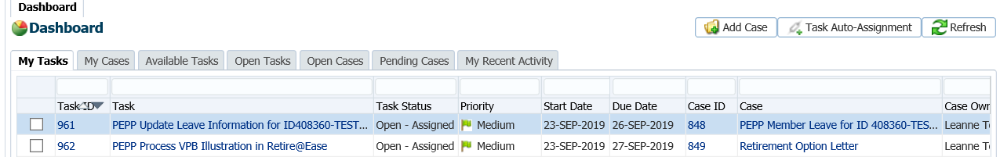 Dashboard
Dashboard Add Case Task Auto-Assignment Refresh
My Tasks My Cases Available Tasks Open Tasks Open Cases Pending Cases My Recent Activity
Task ID Task Task Status Priority Start Date Due Date Case ID Case Case Own
961 PEPP Update Leave Information for ID408360-TEST... Open - Assigned Medium 23-SEP-2019 26-SEP-2019 848 PEPP Member Leave for ID 408360-TES... Leanne T
962 PEPP Process VPB Illustration in Retire@Ease Open - Assigned Medium 23-SEP-2019 27-SEP-2019 849 Retirement Option Letter Leanne T